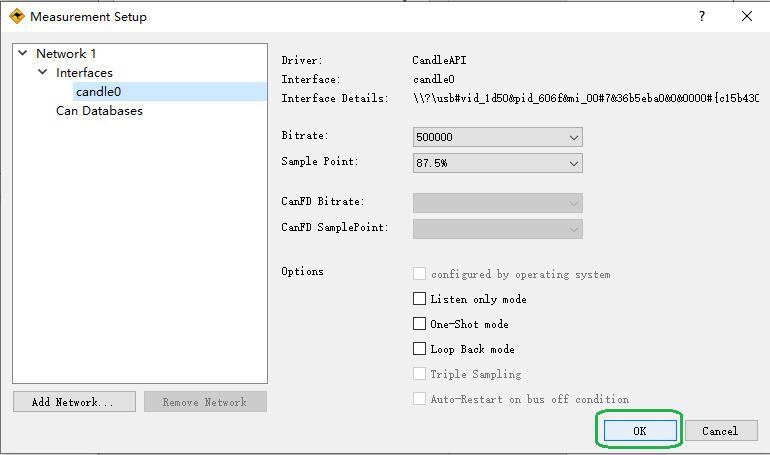 Measurement Setup
Network 1
Interfaces
candle0
Can Databases
Add Network...
Remove Network
Driver: CandleAPI
Interface: candle0
Interface Details: \\?\usb#vid_1d50&pid_606f&mi_00#7&36b5eba0&0&0000#{c15b430
Bitrate: 500000
Sample Point: 87.5%
CanFD Bitrate:
CanFD SamplePoint:
Options
configured by operating system
Listen only mode
One-Shot mode
Loop Back mode
Triple Sampling
Auto-Restart on bus off condition
OK
Cancel